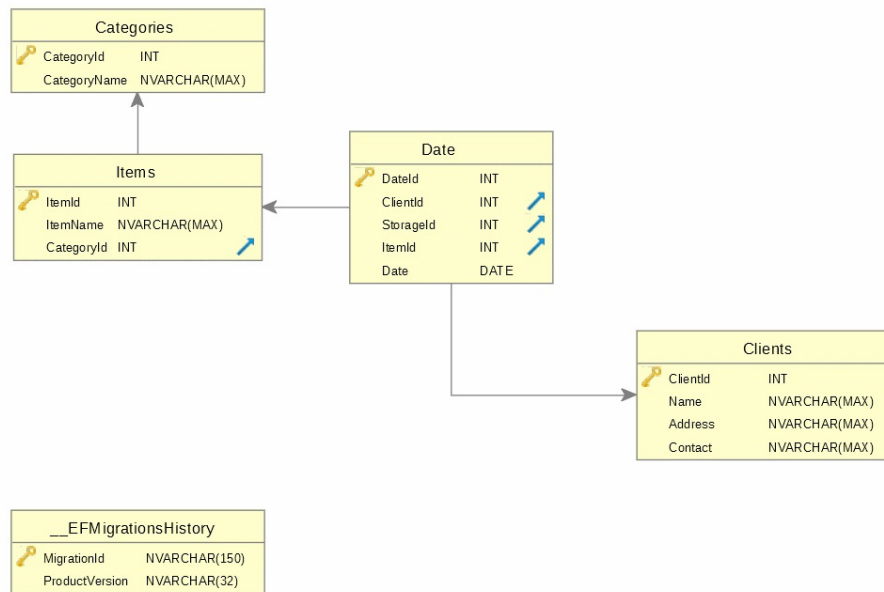 Categories
CategoryId INT
CategoryName NVARCHAR(MAX)
Items
ItemId INT
ItemName NVARCHAR(MAX)
CategoryId INT
Date
DateId INT
ClientId INT
StorageId INT
ItemId INT
Date DATE
Clients
ClientId INT
Name NVARCHAR(MAX)
Address NVARCHAR(MAX)
Contact NVARCHAR(MAX)
__EFMigrationsHistory
MigrationId NVARCHAR(150)
ProductVersion NVARCHAR(32)